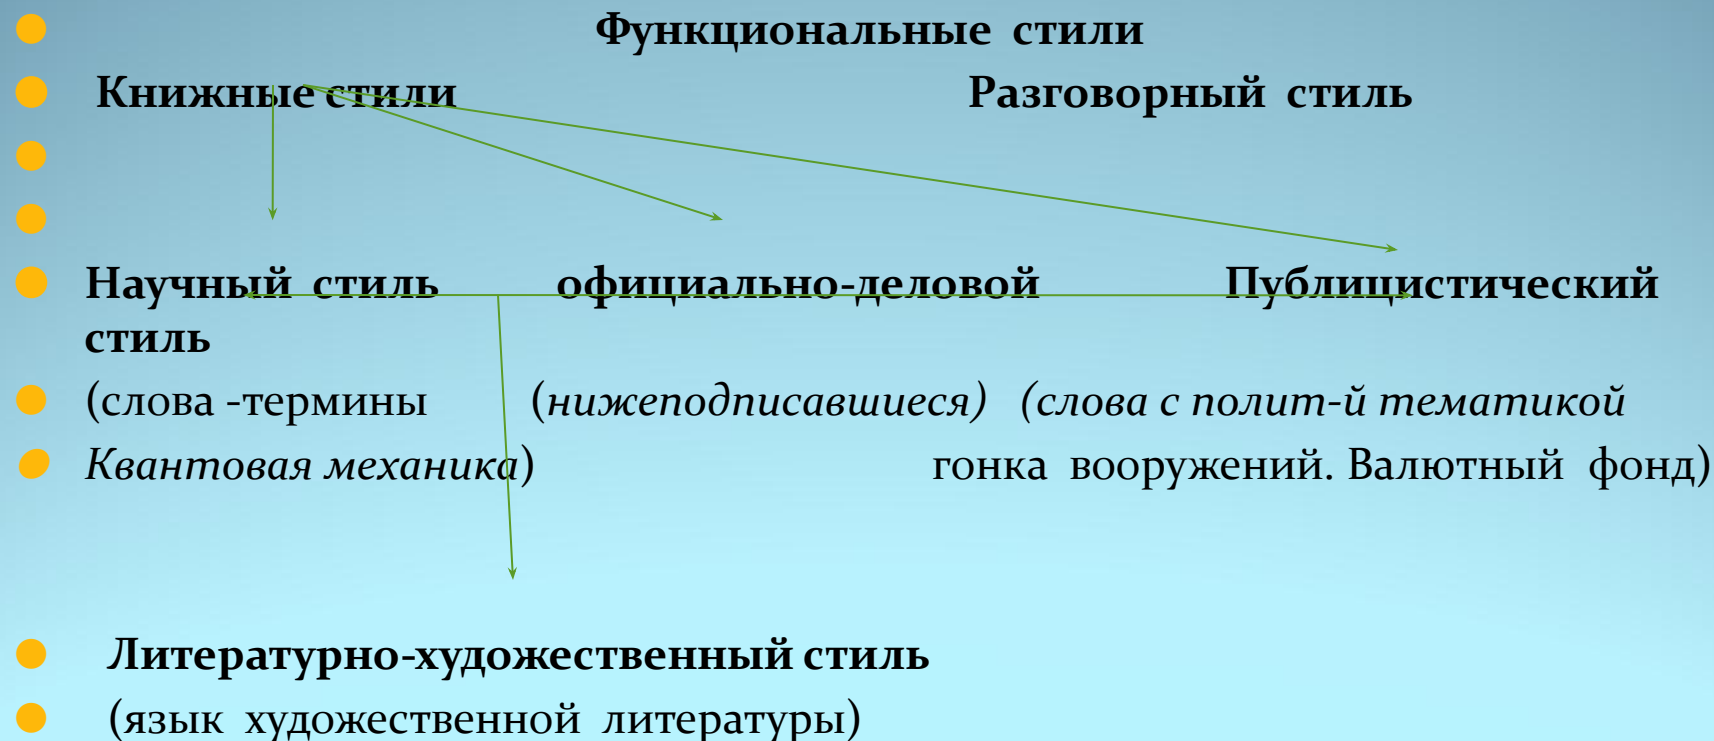 Функциональные стили
Книжные стили Разговорный стиль
Научный стиль официально-деловой Публицистический
стиль
(слова -термины (нижеподписавшиеся) (слова с полит-й тематикой
Квантовая механика) гонка вооружений. Валютный фонд)
Литературно-художественный стиль
(язык художественной литературы)